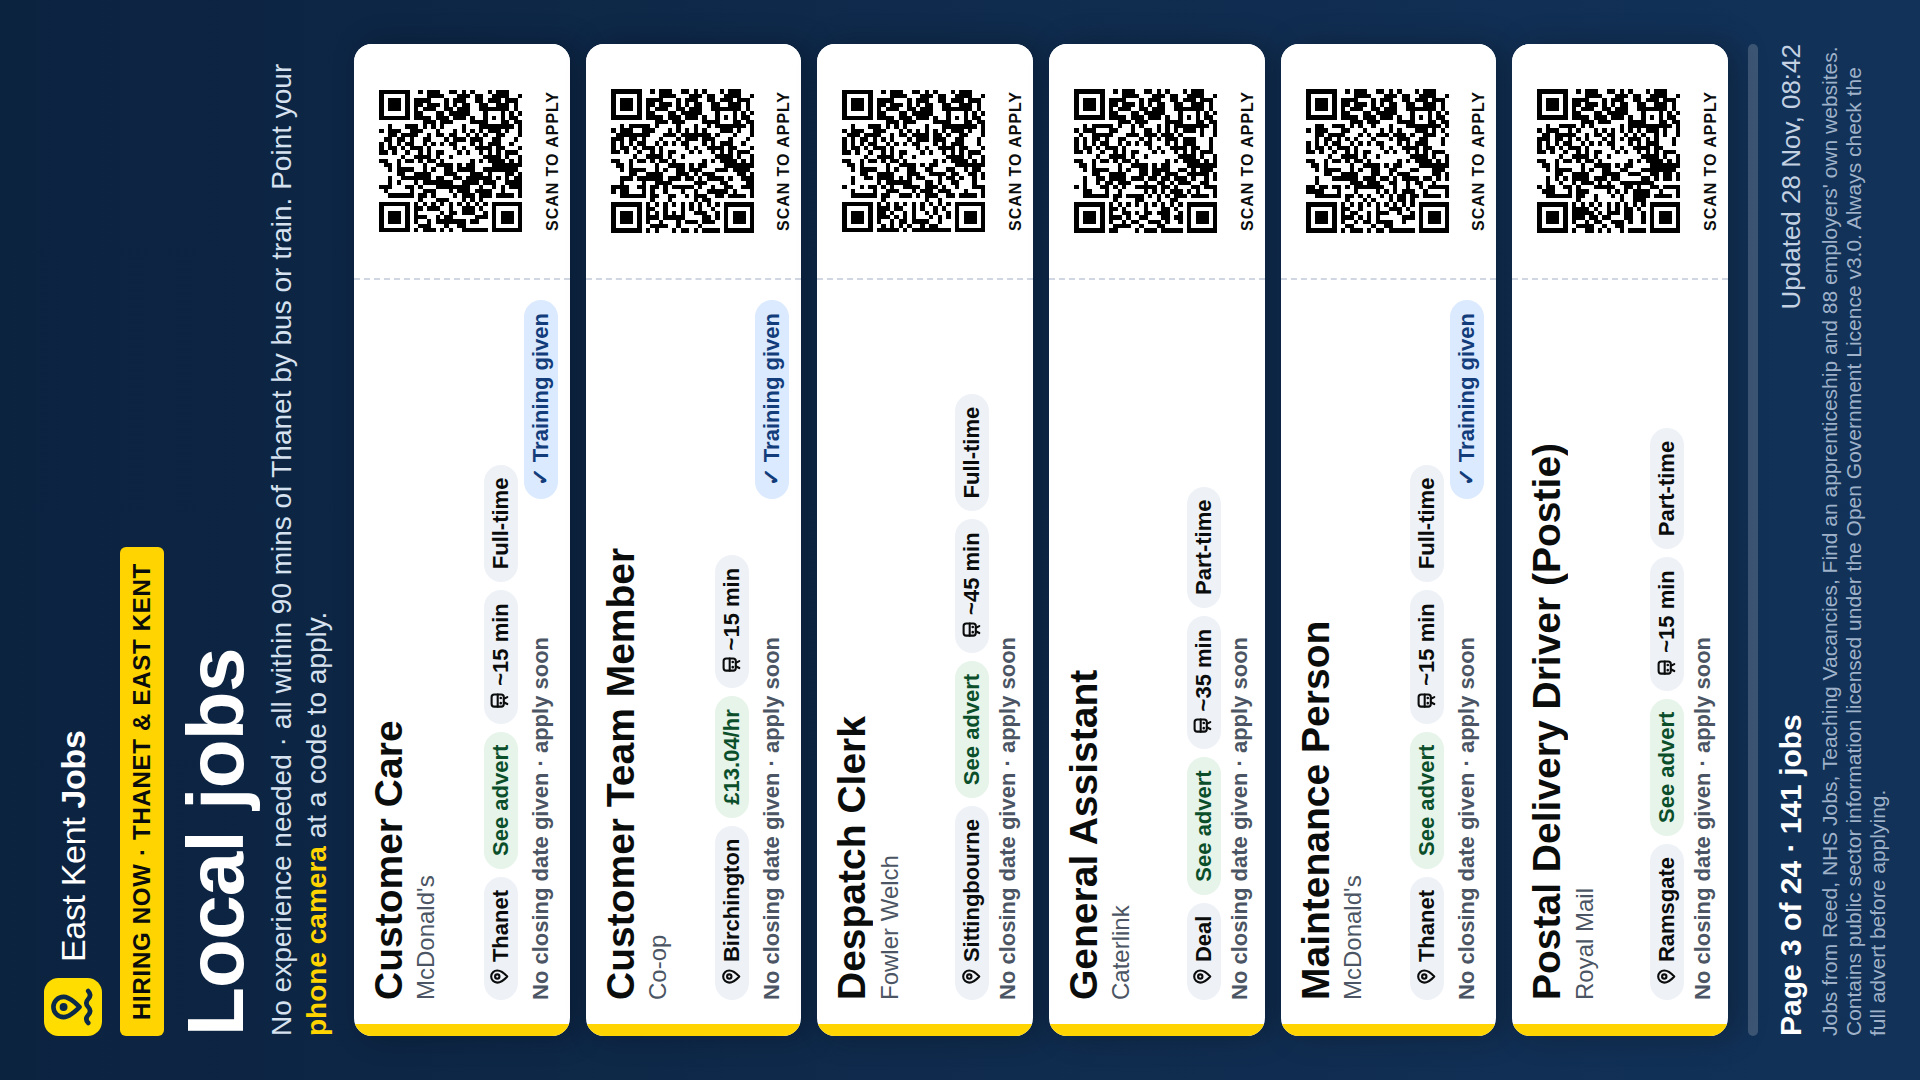 East Kent Jobs
HIRING NOW · THANET & EAST KENT
Local jobs
No experience needed · all within 90 mins of Thanet by bus or train. Point your
phone camera at a code to apply.
Customer Care
McDonald's
Thanet See advert ~15 min Full-time
✓ Training given
No closing date given · apply soon
SCAN TO APPLY
Customer Team Member
Co-op
Birchington £13.04/hr ~15 min
✓ Training given
No closing date given · apply soon
SCAN TO APPLY
Despatch Clerk
Fowler Welch
Sittingbourne See advert ~45 min Full-time
No closing date given · apply soon
SCAN TO APPLY
General Assistant
Caterlink
Deal See advert ~35 min Part-time
No closing date given · apply soon
SCAN TO APPLY
Maintenance Person
McDonald's
Thanet See advert ~15 min Full-time
✓ Training given
No closing date given · apply soon
SCAN TO APPLY
Postal Delivery Driver (Postie)
Royal Mail
Ramsgate See advert ~15 min Part-time
No closing date given · apply soon
SCAN TO APPLY
Page 3 of 24 · 141 jobs
Updated 28 Nov, 08:42
Jobs from Reed, NHS Jobs, Teaching Vacancies, Find an apprenticeship and 88 employers' own websites.
Contains public sector information licensed under the Open Government Licence v3.0. Always check the
full advert before applying.